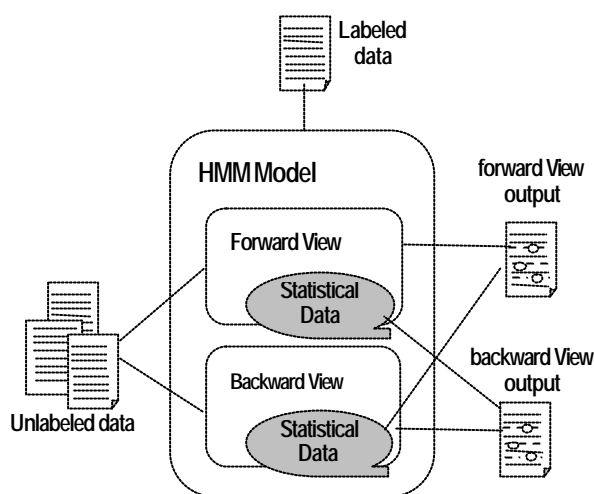 Labeled
data
HMM Model
forward View
output
Forward View
Statistical
Data
backward View
output
Backward View
Statistical
Data
Unlabeled data